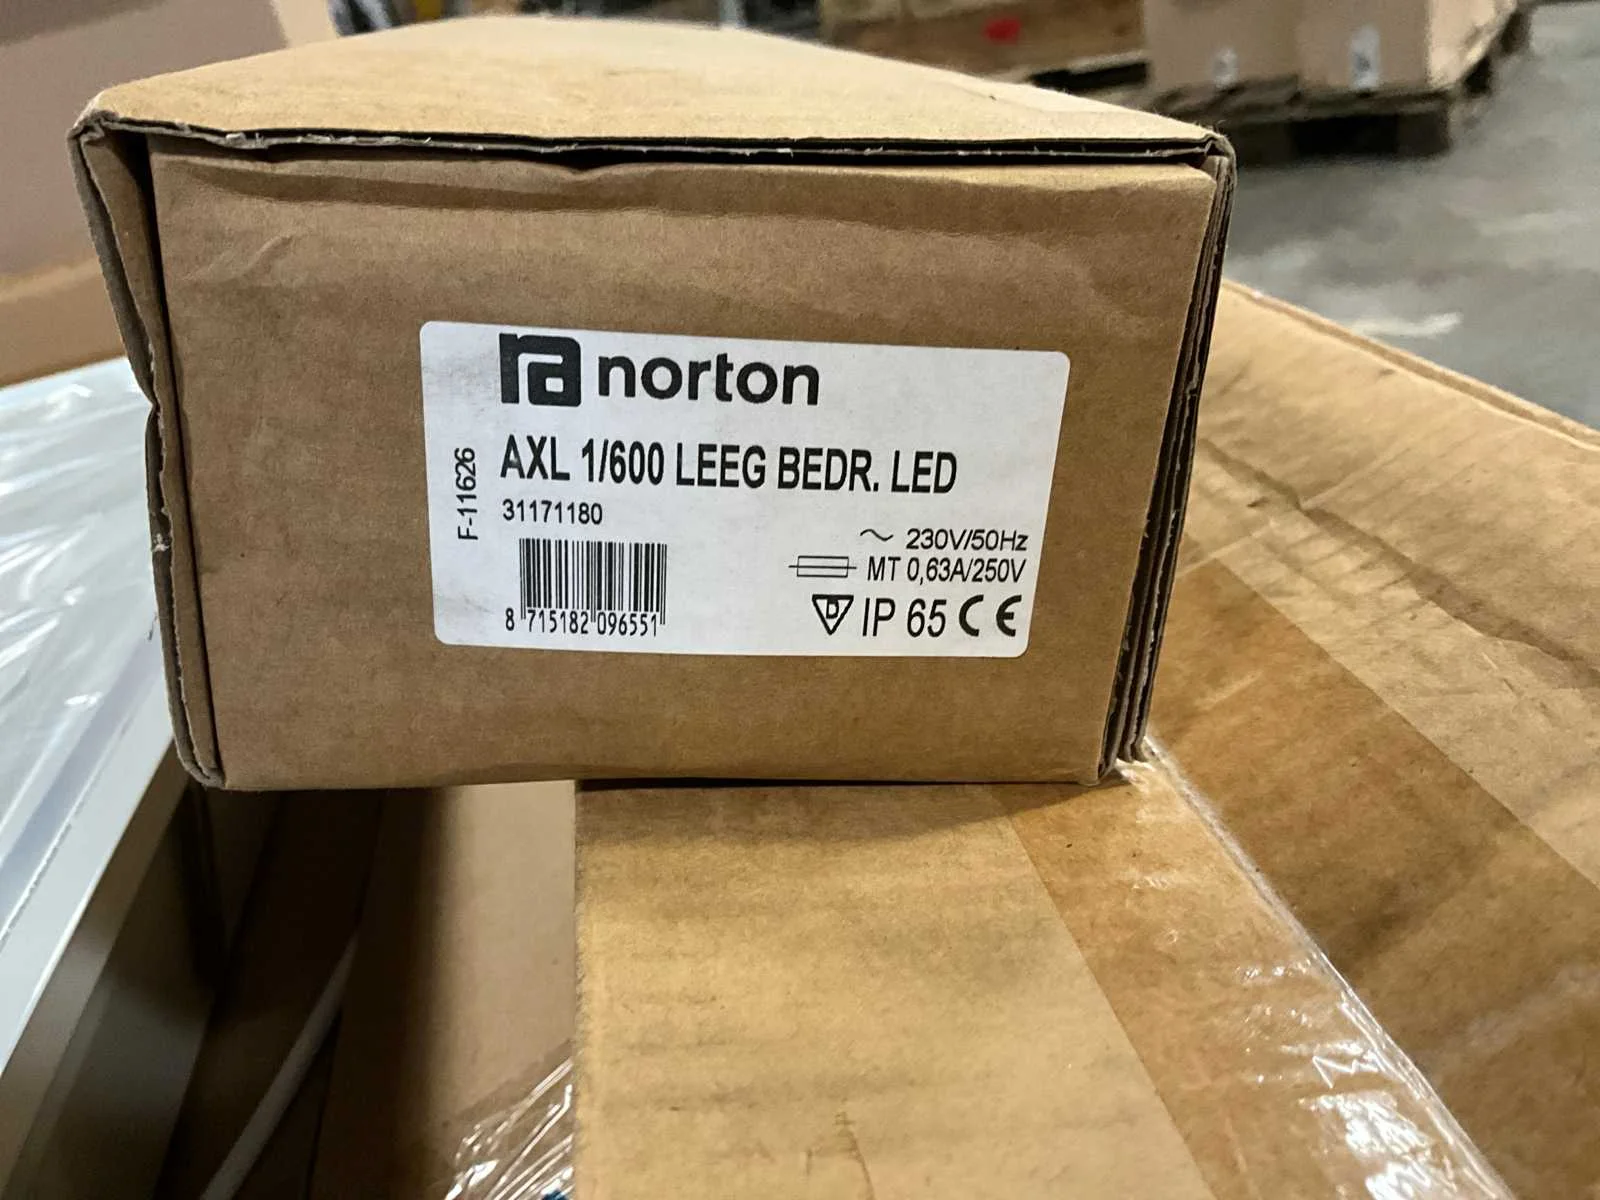 norton
AXL 1/600 LEEG BEDR. LED
31171180
F-11626
~ 230V/50Hz
MT 0,63A/250V
D IP 65 CE
8 715182 096551